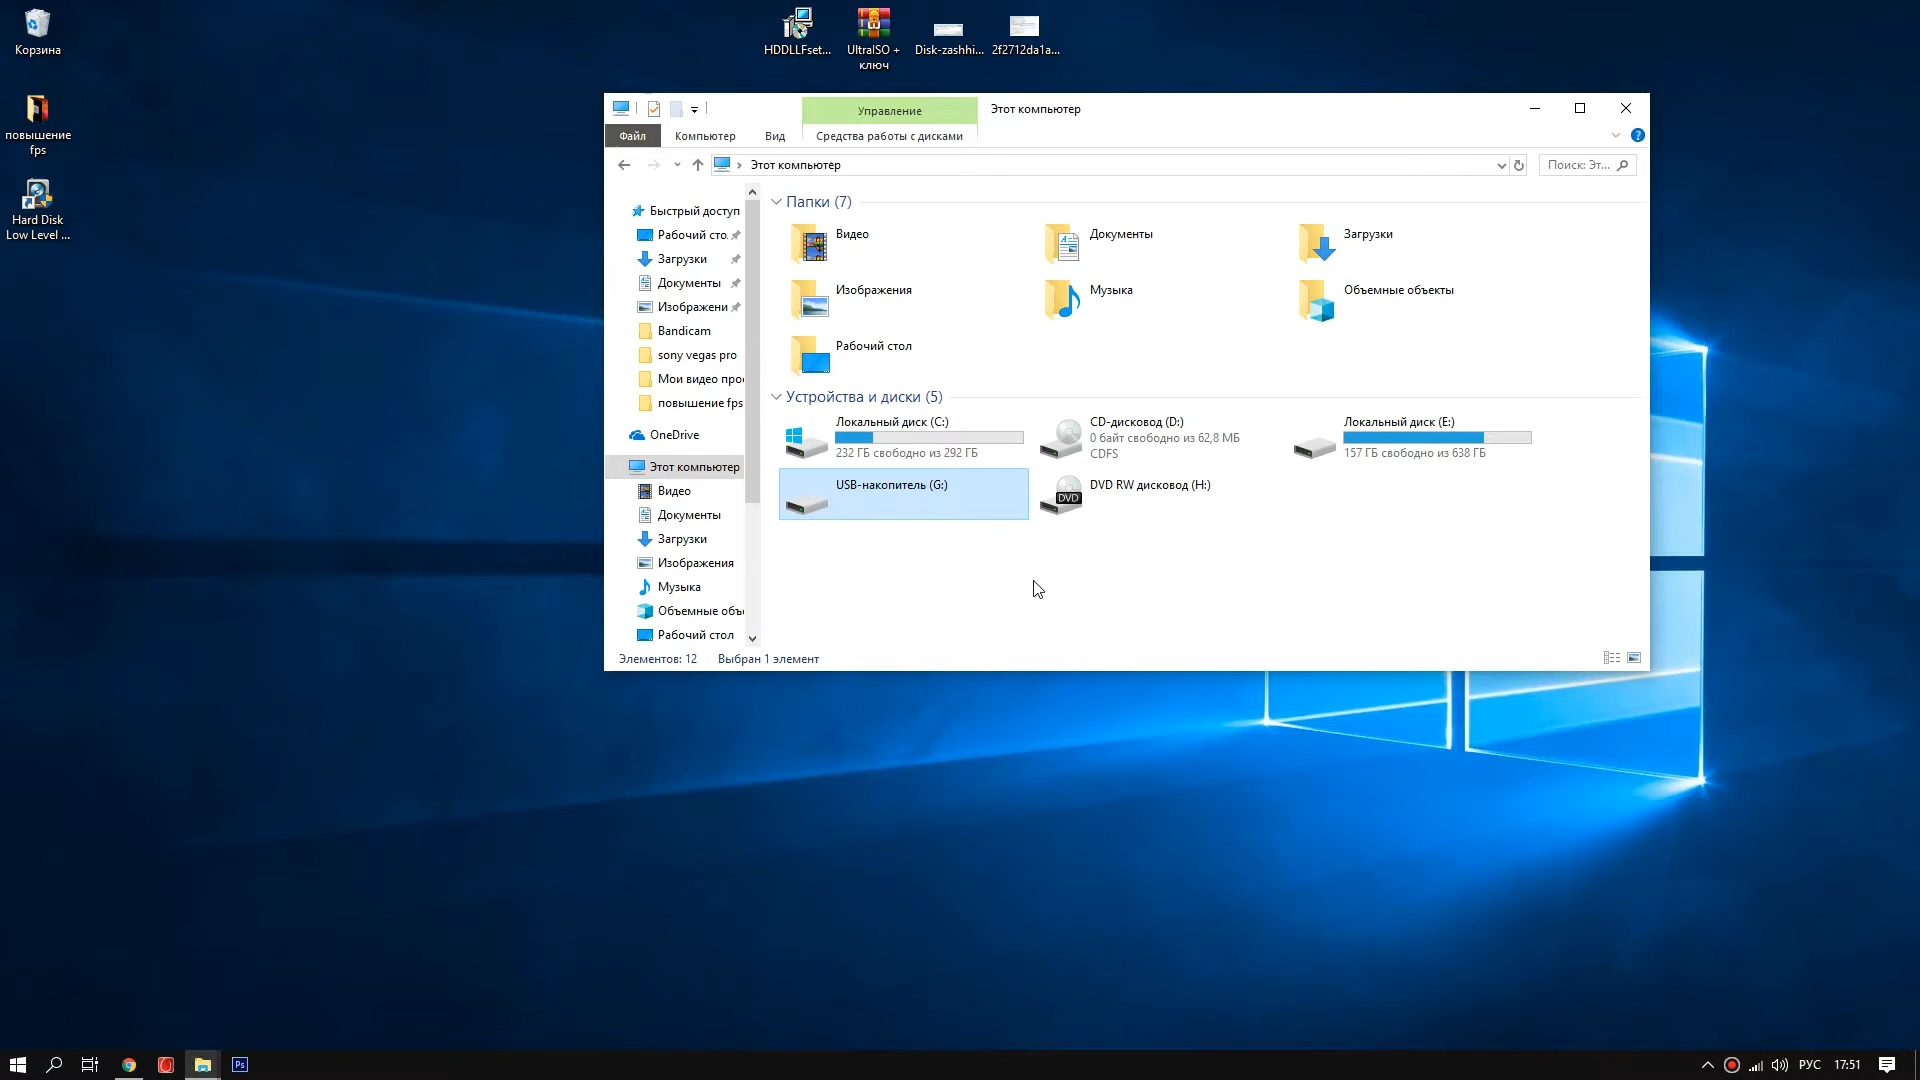 Корзина
повышение
fps
Hard Disk
Low Level ...
HDDLLFset...
UltraISO +
ключ
Disk-zashhi...
2f2712da1a...
Управление
Этот компьютер
Файл
Компьютер
Вид
Средства работы с дисками
Этот компьютер
Поиск: Эт...
Быстрый доступ
Рабочий сто.
Загрузки
Документы
Изображени
Bandicam
sony vegas pro
Мои видео прое
повышение fps
OneDrive
Этот компьютер
Видео
Документы
Загрузки
Изображения
Музыка
Объемные объе
Рабочий стол
Папки (7)
Видео
Документы
Загрузки
Изображения
Музыка
Объемные объекты
Рабочий стол
Устройства и диски (5)
Локальный диск (C:)
232 ГБ свободно из 292 ГБ
CD-дисковод (D:)
0 байт свободно из 62,8 МБ
CDFS
Локальный диск (E:)
157 ГБ свободно из 638 ГБ
USB-накопитель (G:)
DVD
DVD RW дисковод (H:)
Элементов: 12
Выбран 1 элемент
Ps
РУС
17:51